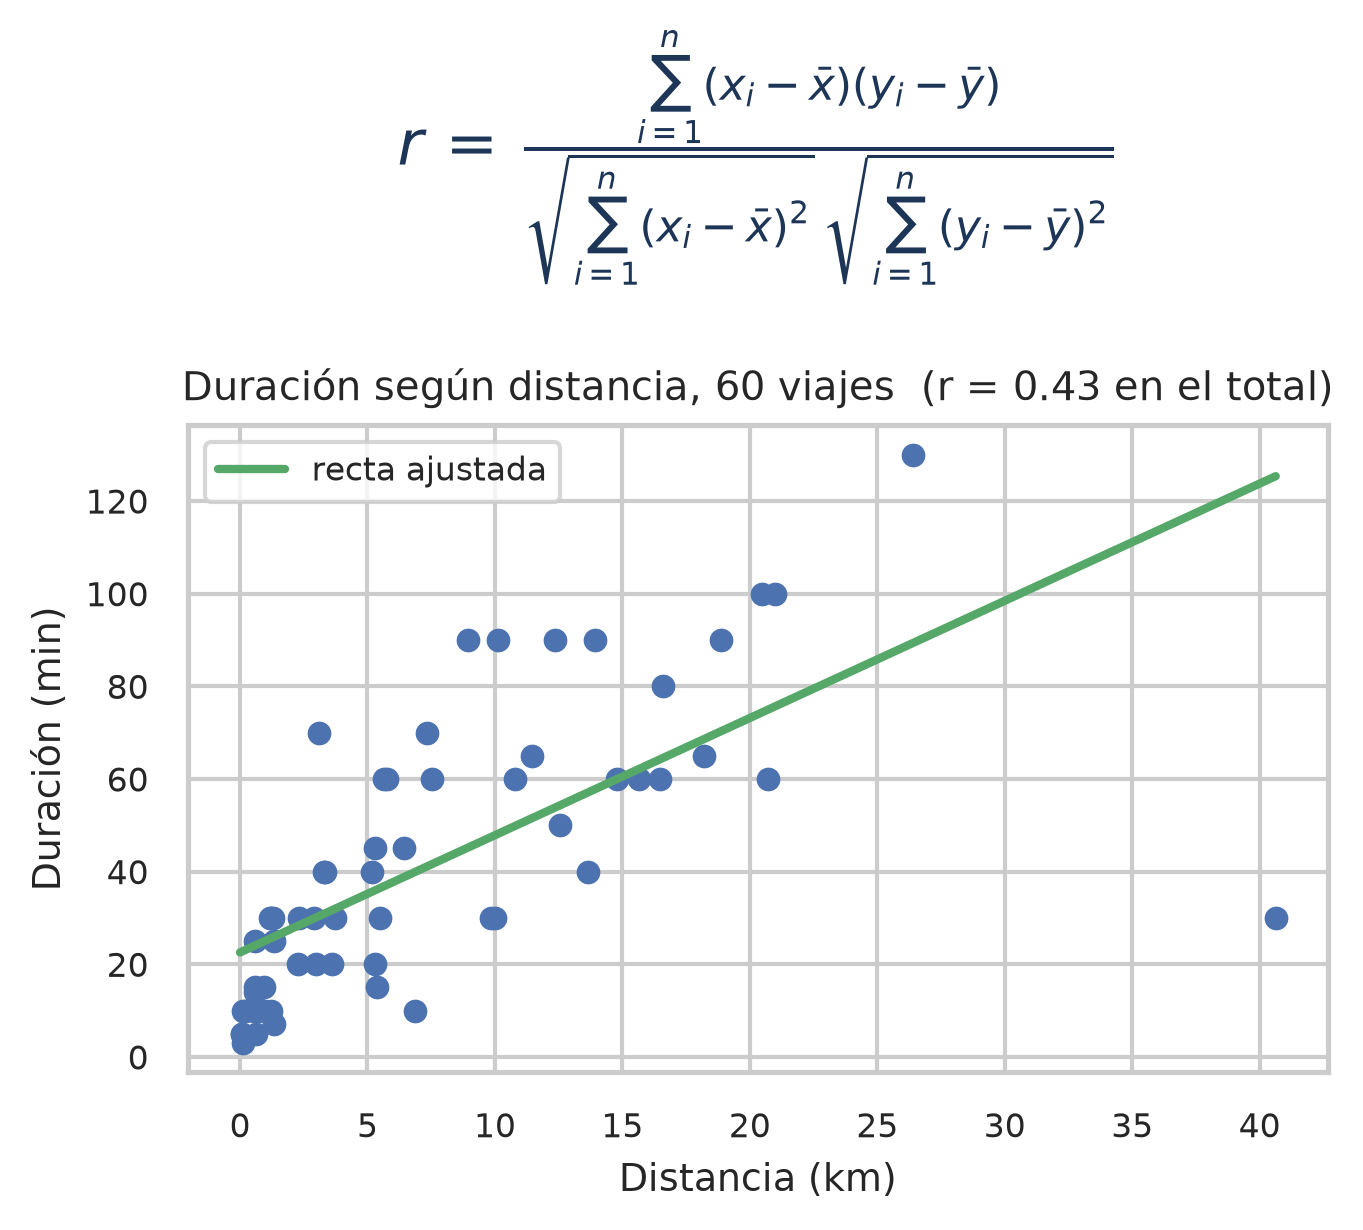 r = \frac{\sum_{i=1}^{n}(x_i - \bar{x})(y_i - \bar{y})}{\sqrt{\sum_{i=1}^{n}(x_i - \bar{x})^2}\sqrt{\sum_{i=1}^{n}(y_i - \bar{y})^2}}
Duración según distancia, 60 viajes (r = 0.43 en el total)
recta ajustada
Duración (min)
120
100
80
60
40
20
0
0 5 10 15 20 25 30 35 40
Distancia (km)